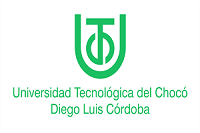 Universidad Tecnológica del Chocó
Diego Luis Córdoba